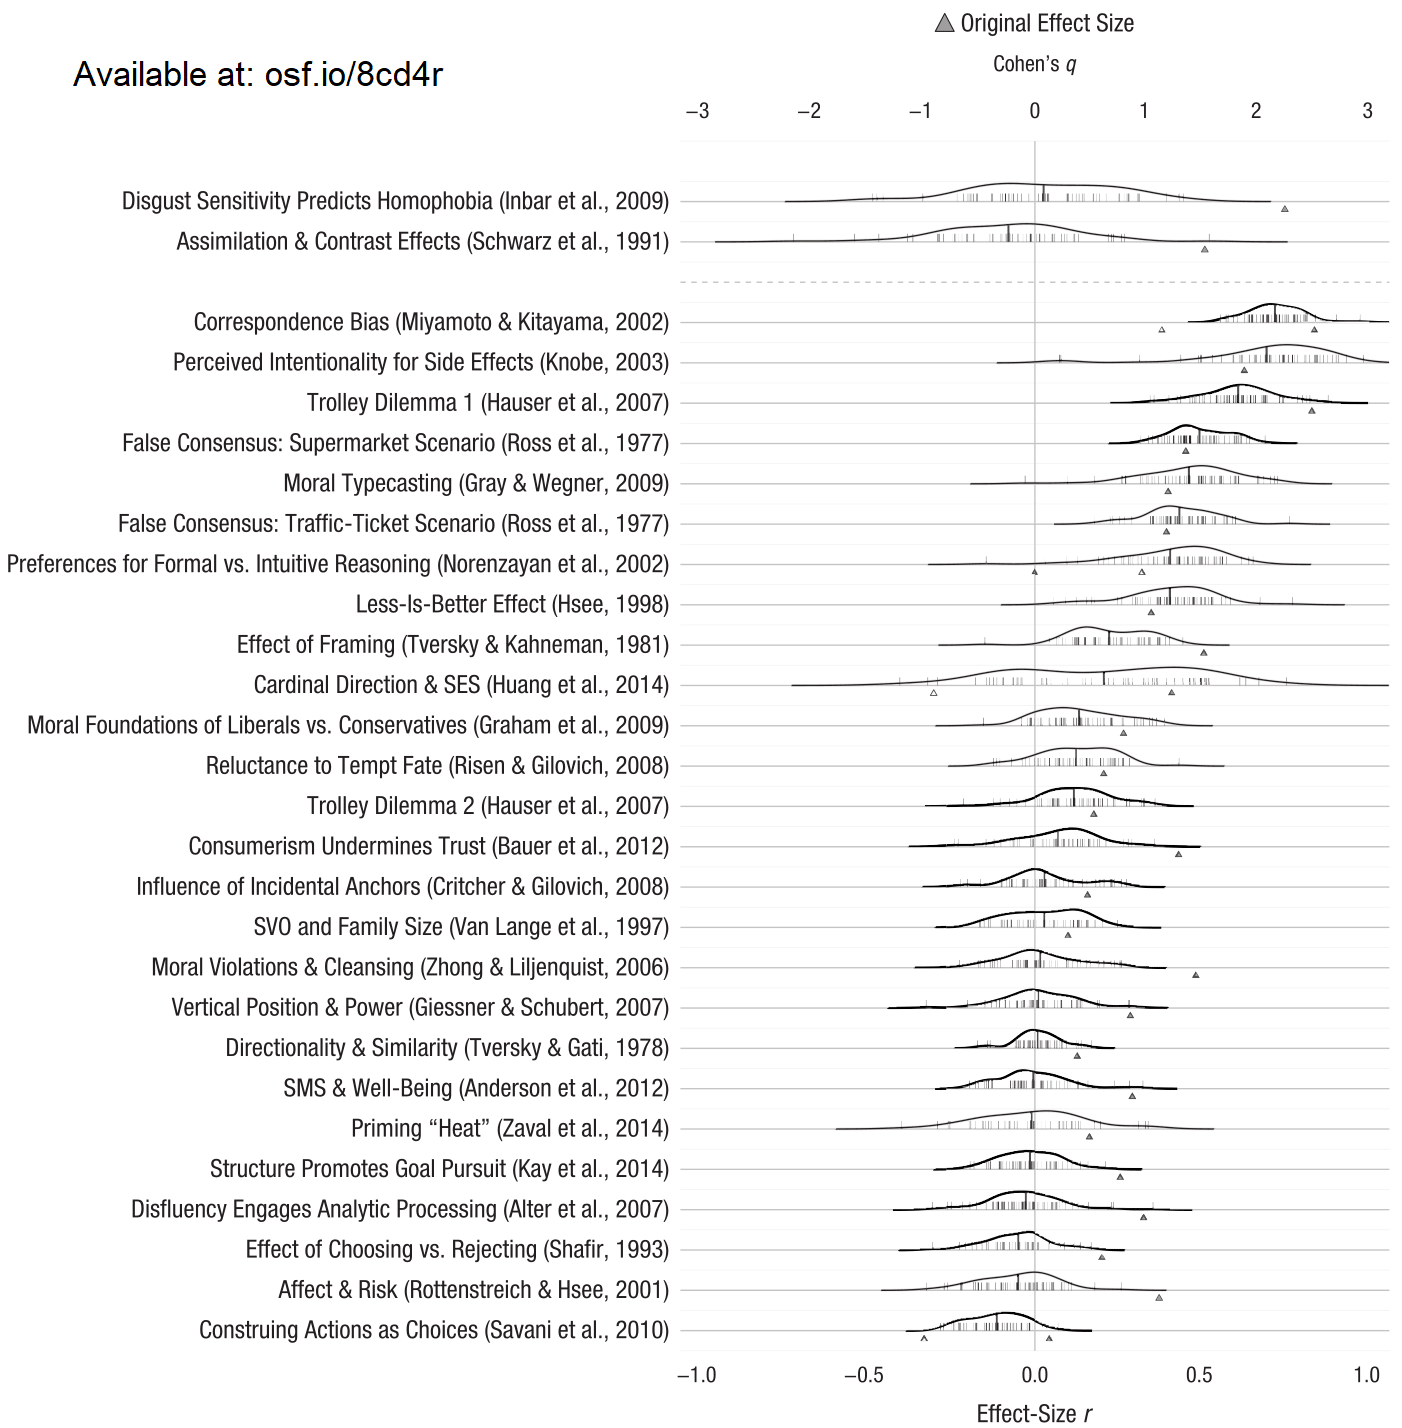 Original Effect Size
Cohen's q
Available at: osf.io/8cd4r
−3 −2 −1 0 1 2 3
Disgust Sensitivity Predicts Homophobia (Inbar et al., 2009)
Assimilation & Contrast Effects (Schwarz et al., 1991)
Correspondence Bias (Miyamoto & Kitayama, 2002)
Perceived Intentionality for Side Effects (Knobe, 2003)
Trolley Dilemma 1 (Hauser et al., 2007)
False Consensus: Supermarket Scenario (Ross et al., 1977)
Moral Typecasting (Gray & Wegner, 2009)
False Consensus: Traffic-Ticket Scenario (Ross et al., 1977)
Preferences for Formal vs. Intuitive Reasoning (Norenzayan et al., 2002)
Less-Is-Better Effect (Hsee, 1998)
Effect of Framing (Tversky & Kahneman, 1981)
Cardinal Direction & SES (Huang et al., 2014)
Moral Foundations of Liberals vs. Conservatives (Graham et al., 2009)
Reluctance to Tempt Fate (Risen & Gilovich, 2008)
Trolley Dilemma 2 (Hauser et al., 2007)
Consumerism Undermines Trust (Bauer et al., 2012)
Influence of Incidental Anchors (Critcher & Gilovich, 2008)
SVO and Family Size (Van Lange et al., 1997)
Moral Violations & Cleansing (Zhong & Liljenquist, 2006)
Vertical Position & Power (Giessner & Schubert, 2007)
Directionality & Similarity (Tversky & Gati, 1978)
SMS & Well-Being (Anderson et al., 2012)
Priming “Heat” (Zaval et al., 2014)
Structure Promotes Goal Pursuit (Kay et al., 2014)
Disfluency Engages Analytic Processing (Alter et al., 2007)
Effect of Choosing vs. Rejecting (Shafir, 1993)
Affect & Risk (Rottenstreich & Hsee, 2001)
Construing Actions as Choices (Savani et al., 2010)
−1.0 −0.5 0.0 0.5 1.0
Effect-Size r